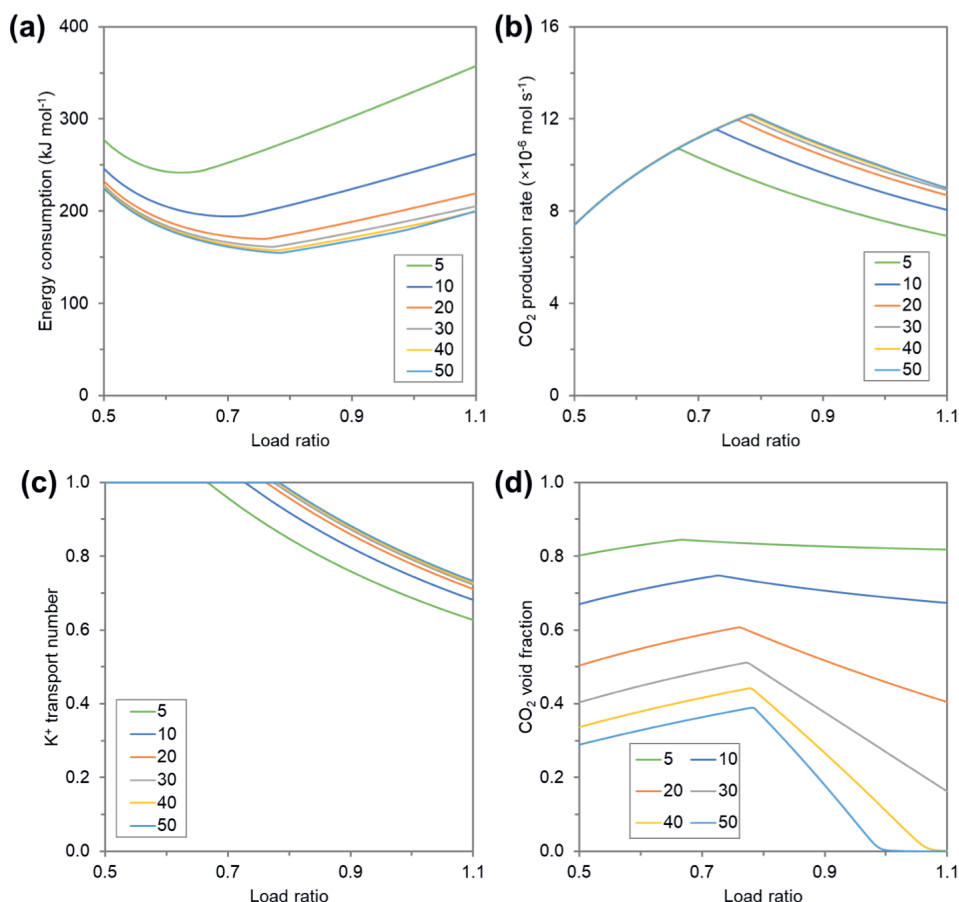 (a)
Energy consumption (kJ mol⁻¹)
400
300
200
100
0
0.5 0.7 0.9 1.1
Load ratio
5
10
20
30
40
50
(b)
CO₂ production rate (×10⁻⁶ mol s⁻¹)
16
12
8
4
0
0.5 0.7 0.9 1.1
Load ratio
5
10
20
30
40
50
(c)
K⁺ transport number
1.0
0.8
0.6
0.4
0.2
0.0
0.5 0.7 0.9 1.1
Load ratio
5
10
20
30
40
50
(d)
CO₂ void fraction
1.0
0.8
0.6
0.4
0.2
0.0
0.5 0.7 0.9 1.1
Load ratio
5 10
20 30
40 50